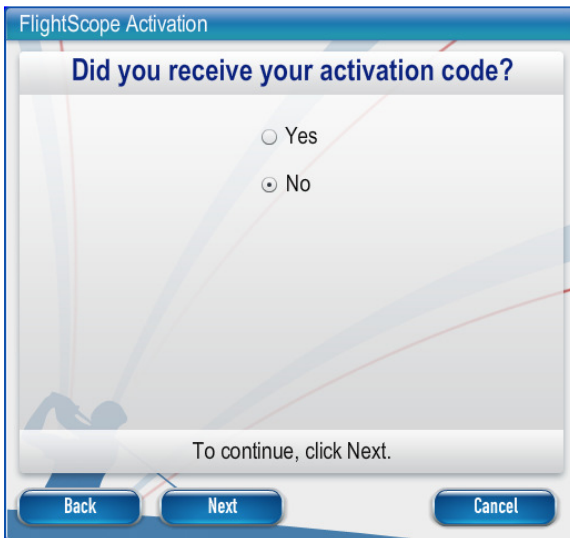 FlightScope Activation
Did you receive your activation code?
Yes
No
To continue, click Next.
Back Next Cancel